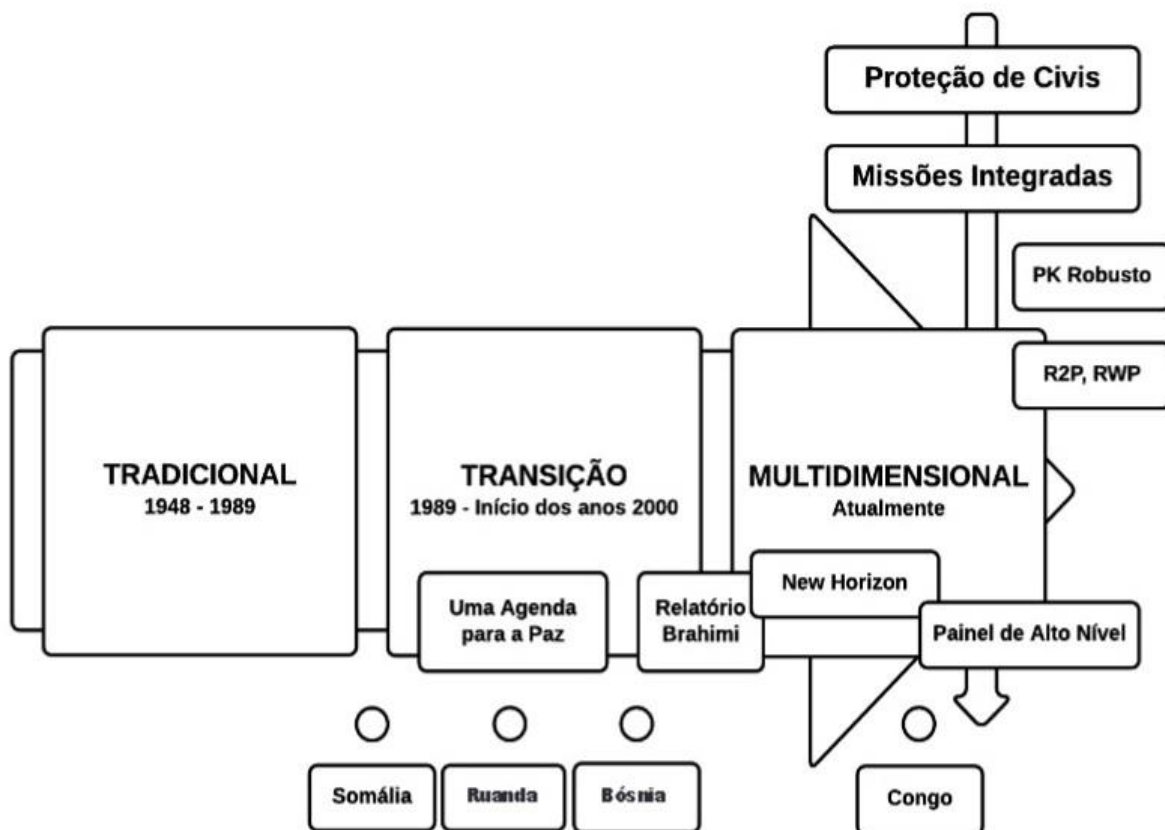 Proteção de Civis
Missões Integradas
PK Robusto
R2P, RWP
TRADICIONAL
1948 - 1989
TRANSIÇÃO
1989 - Início dos anos 2000
MULTIDIMENSIONAL
Atualmente
Uma Agenda
para a Paz
Relatório
Brahimi
New Horizon
Painel de Alto Nível
Somália
Ruanda
Bósnia
Congo